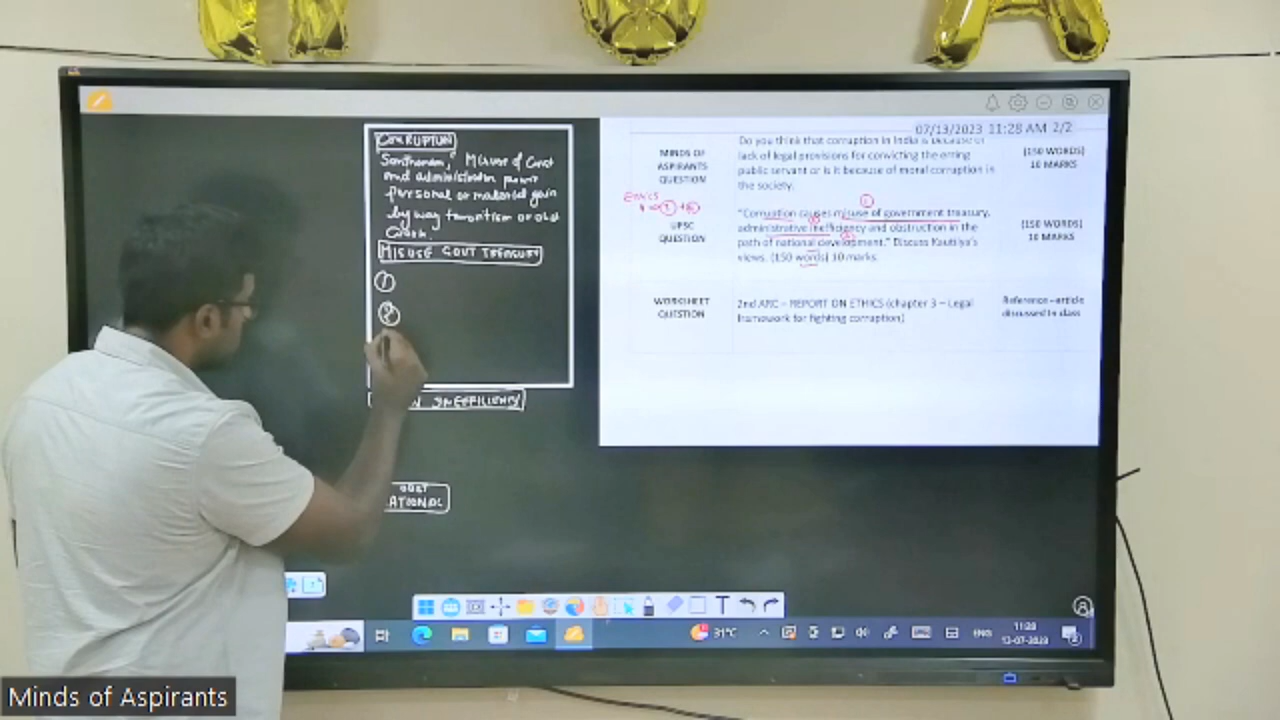 07/13/2023 11:28 AM 2/2
CORRUPTION
Santhanam, " Misuse of Govt
and administration power
personal or material gain
by way favoritism or old
MISUSE GOVT TREASURY
1
2
INEFFICIENCY
MINDS OF
ASPIRANTS
QUESTION
Do you think that corruption in India is because of
lack of legal provisions for convicting the erring
public servant or is it because of moral corruption in
the society.
(150 WORDS)
10 MARKS
ETHICS
UPSC
QUESTION
"Corruption causes misuse of government treasury,
administrative inefficiency and obstruction in the
path of national development." Discuss Kautilya's
views. (150 words) 10 marks.
(150 WORDS)
10 MARKS
WORKSHEET
QUESTION
2nd ARC – REPORT ON ETHICS (chapter 3 – Legal
framework for fighting corruption)
Reference – article
discussed in class
T
31°C
ENG
11:28
13-07-2023
Minds of Aspirants